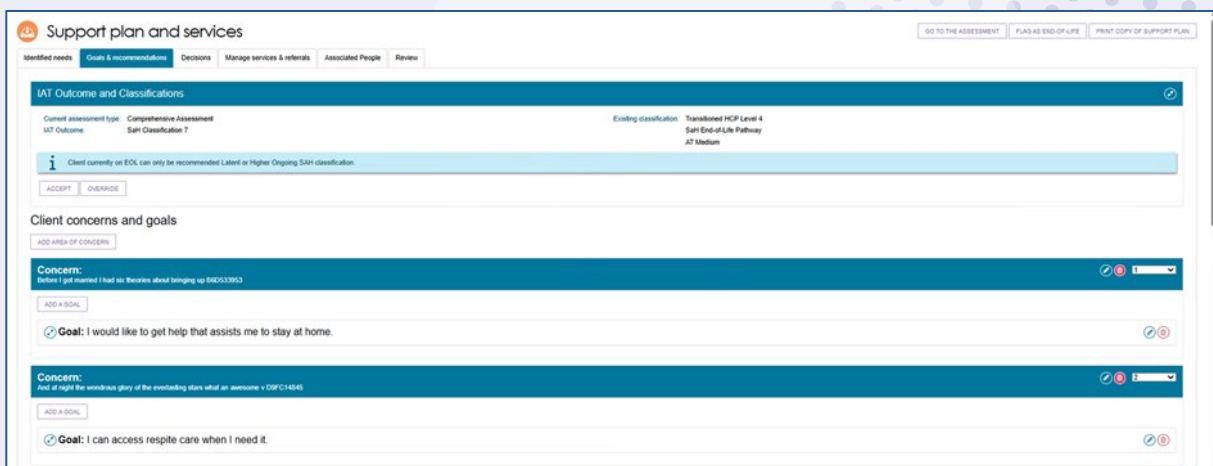 Support plan and services
GO TO THE ASSESSMENT FLAG AS END-OF-LIFE PRINT COPY OF SUPPORT PLAN
Identified needs Goals & recommendations Decisions Manage services & referrals Associated People Review
IAT Outcome and Classifications
Current assessment type: Comprehensive Assessment Existing classification: Transitioned HCP Level 4
IAT Outcome: SaH Classification 7 SaH End-of-Life Pathway
AT Medium
i Client currently on EOL can only be recommended Latent or Higher Ongoing SAH classification.
ACCEPT OVERRIDE
Client concerns and goals
ADD AREA OF CONCERN
Concern: 1
Before I got married I had six theories about bringing up B6D533953
ADD A GOAL
Goal: I would like to get help that assists me to stay at home.
Concern: 2
And at night the wondrous glory of the everlasting stars what an awesome v D9FC14845
ADD A GOAL
Goal: I can access respite care when I need it.